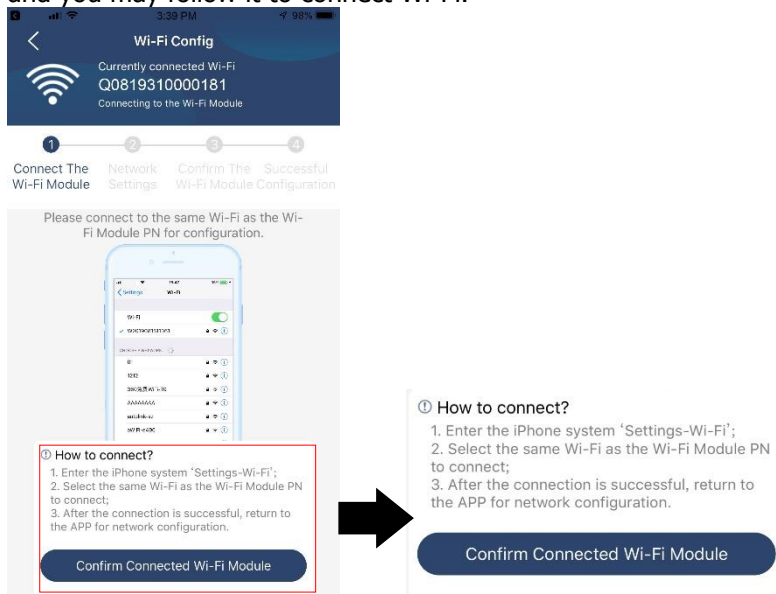 and you may follow it to connect Wi-Fi.
3:39 PM
98%
Wi-Fi Config
Currently connected Wi-Fi
Q0819310000181
Connecting to the Wi-Fi Module
1
2
3
4
Connect The
Wi-Fi Module
Network
Settings
Confirm The
Wi-Fi Module
Successful
Configuration
Please connect to the same Wi-Fi as the Wi-
Fi Module PN for configuration.
Settings
Wi-Fi
Wi-Fi
How to connect?
1. Enter the iPhone system ‘Settings-Wi-Fi’;
2. Select the same Wi-Fi as the Wi-Fi Module PN
to connect;
3. After the connection is successful, return to
the APP for network configuration.
Confirm Connected Wi-Fi Module
How to connect?
1. Enter the iPhone system ‘Settings-Wi-Fi’;
2. Select the same Wi-Fi as the Wi-Fi Module PN
to connect;
3. After the connection is successful, return to
the APP for network configuration.
Confirm Connected Wi-Fi Module